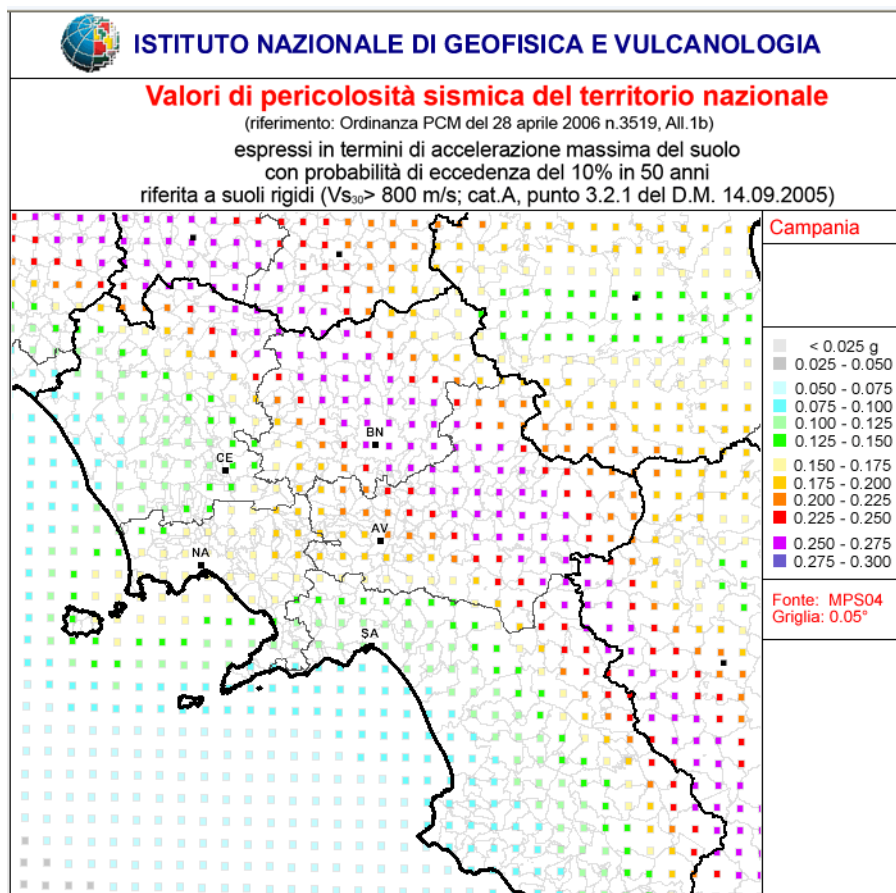 ISTITUTO NAZIONALE DI GEOFISICA E VULCANOLOGIA
Valori di pericolosità sismica del territorio nazionale
(riferimento: Ordinanza PCM del 28 aprile 2006 n.3519, All.1b)
espressi in termini di accelerazione massima del suolo
con probabilità di eccedenza del 10% in 50 anni
riferita a suoli rigidi (Vs₃₀> 800 m/s; cat.A, punto 3.2.1 del D.M. 14.09.2005)
Campania
< 0.025 g
0.025 - 0.050
0.050 - 0.075
0.075 - 0.100
0.100 - 0.125
0.125 - 0.150
0.150 - 0.175
0.175 - 0.200
0.200 - 0.225
0.225 - 0.250
0.250 - 0.275
0.275 - 0.300
Fonte: MPS04
Griglia: 0.05°
BN
CE
AV
NA
SA